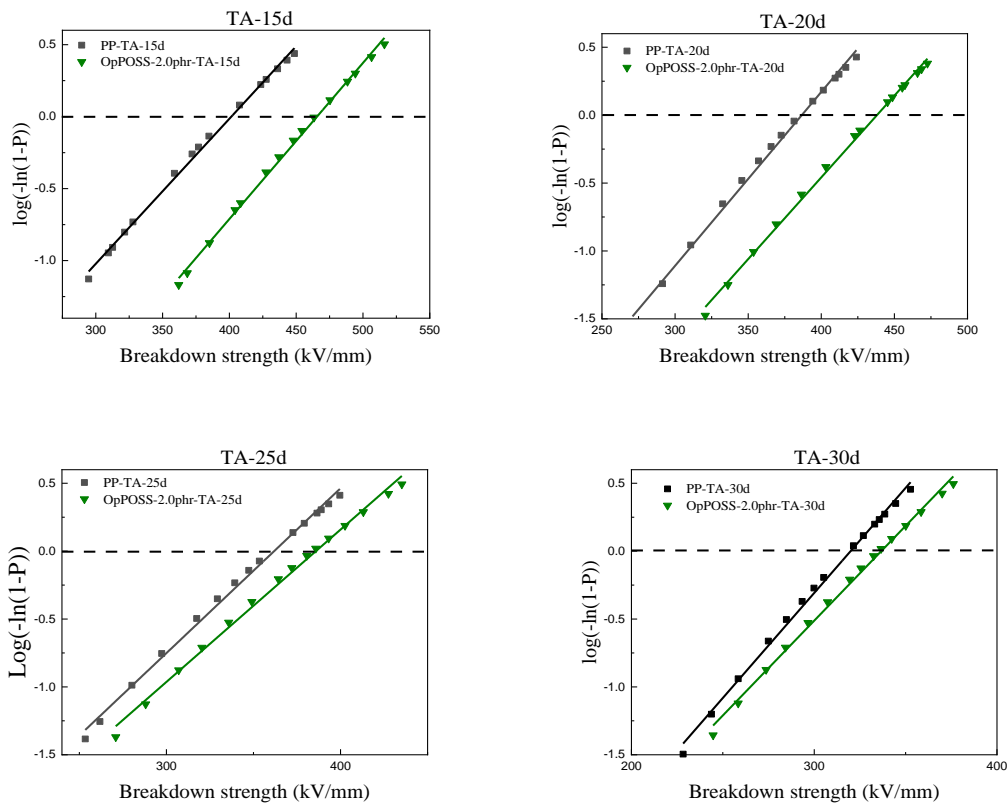 TA-15d
0.5
0.0
-0.5
-1.0
log(-ln(1-P))
PP-TA-15d
OpPOSS-2.0phr-TA-15d
300
350
400
450
500
550
Breakdown strength (kV/mm)
TA-20d
0.5
0.0
-0.5
-1.0
-1.5
log(-ln(1-P))
PP-TA-20d
OpPOSS-2.0phr-TA-20d
250
300
350
400
450
500
Breakdown strength (kV/mm)
TA-25d
0.5
0.0
-0.5
-1.0
-1.5
Log(-ln(1-P))
PP-TA-25d
OpPOSS-2.0phr-TA-25d
300
400
Breakdown strength (kV/mm)
TA-30d
0.5
0.0
-0.5
-1.0
-1.5
log(-ln(1-P))
PP-TA-30d
OpPOSS-2.0phr-TA-30d
200
300
400
Breakdown strength (kV/mm)